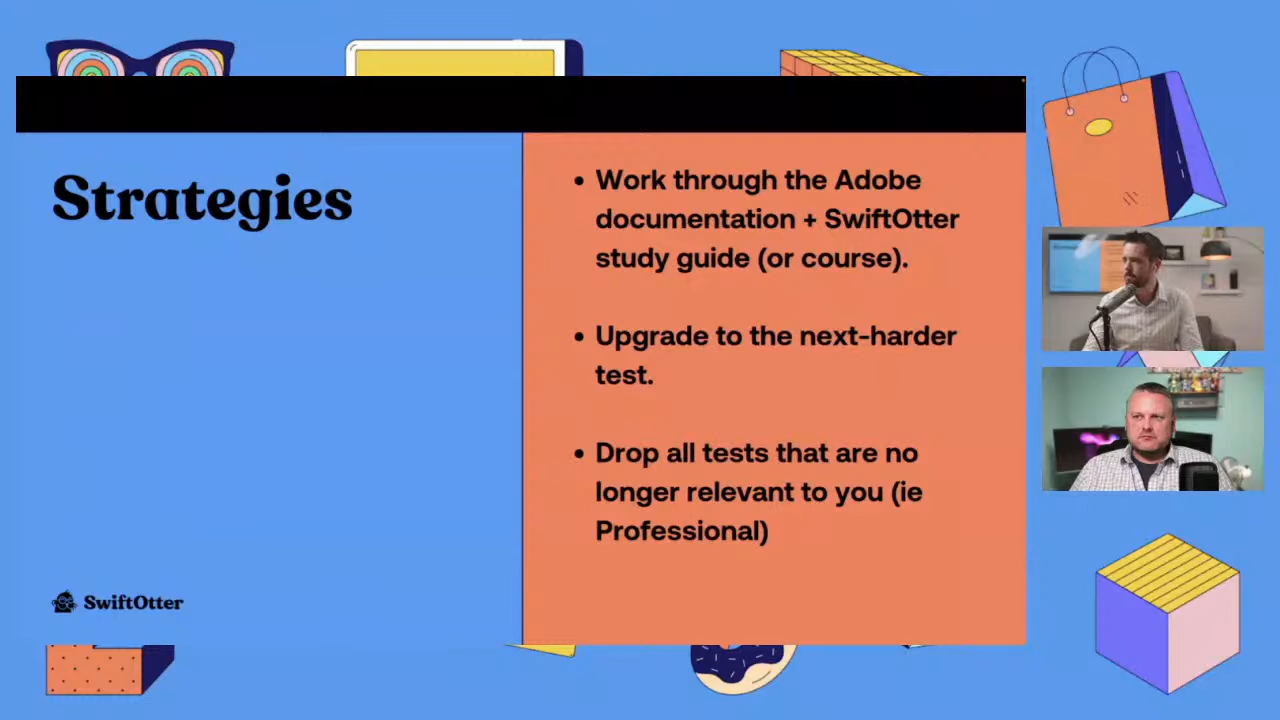 Strategies
• Work through the Adobe
documentation + SwiftOtter
study guide (or course).
• Upgrade to the next-harder
test.
• Drop all tests that are no
longer relevant to you (ie
Professional)
SwiftOtter